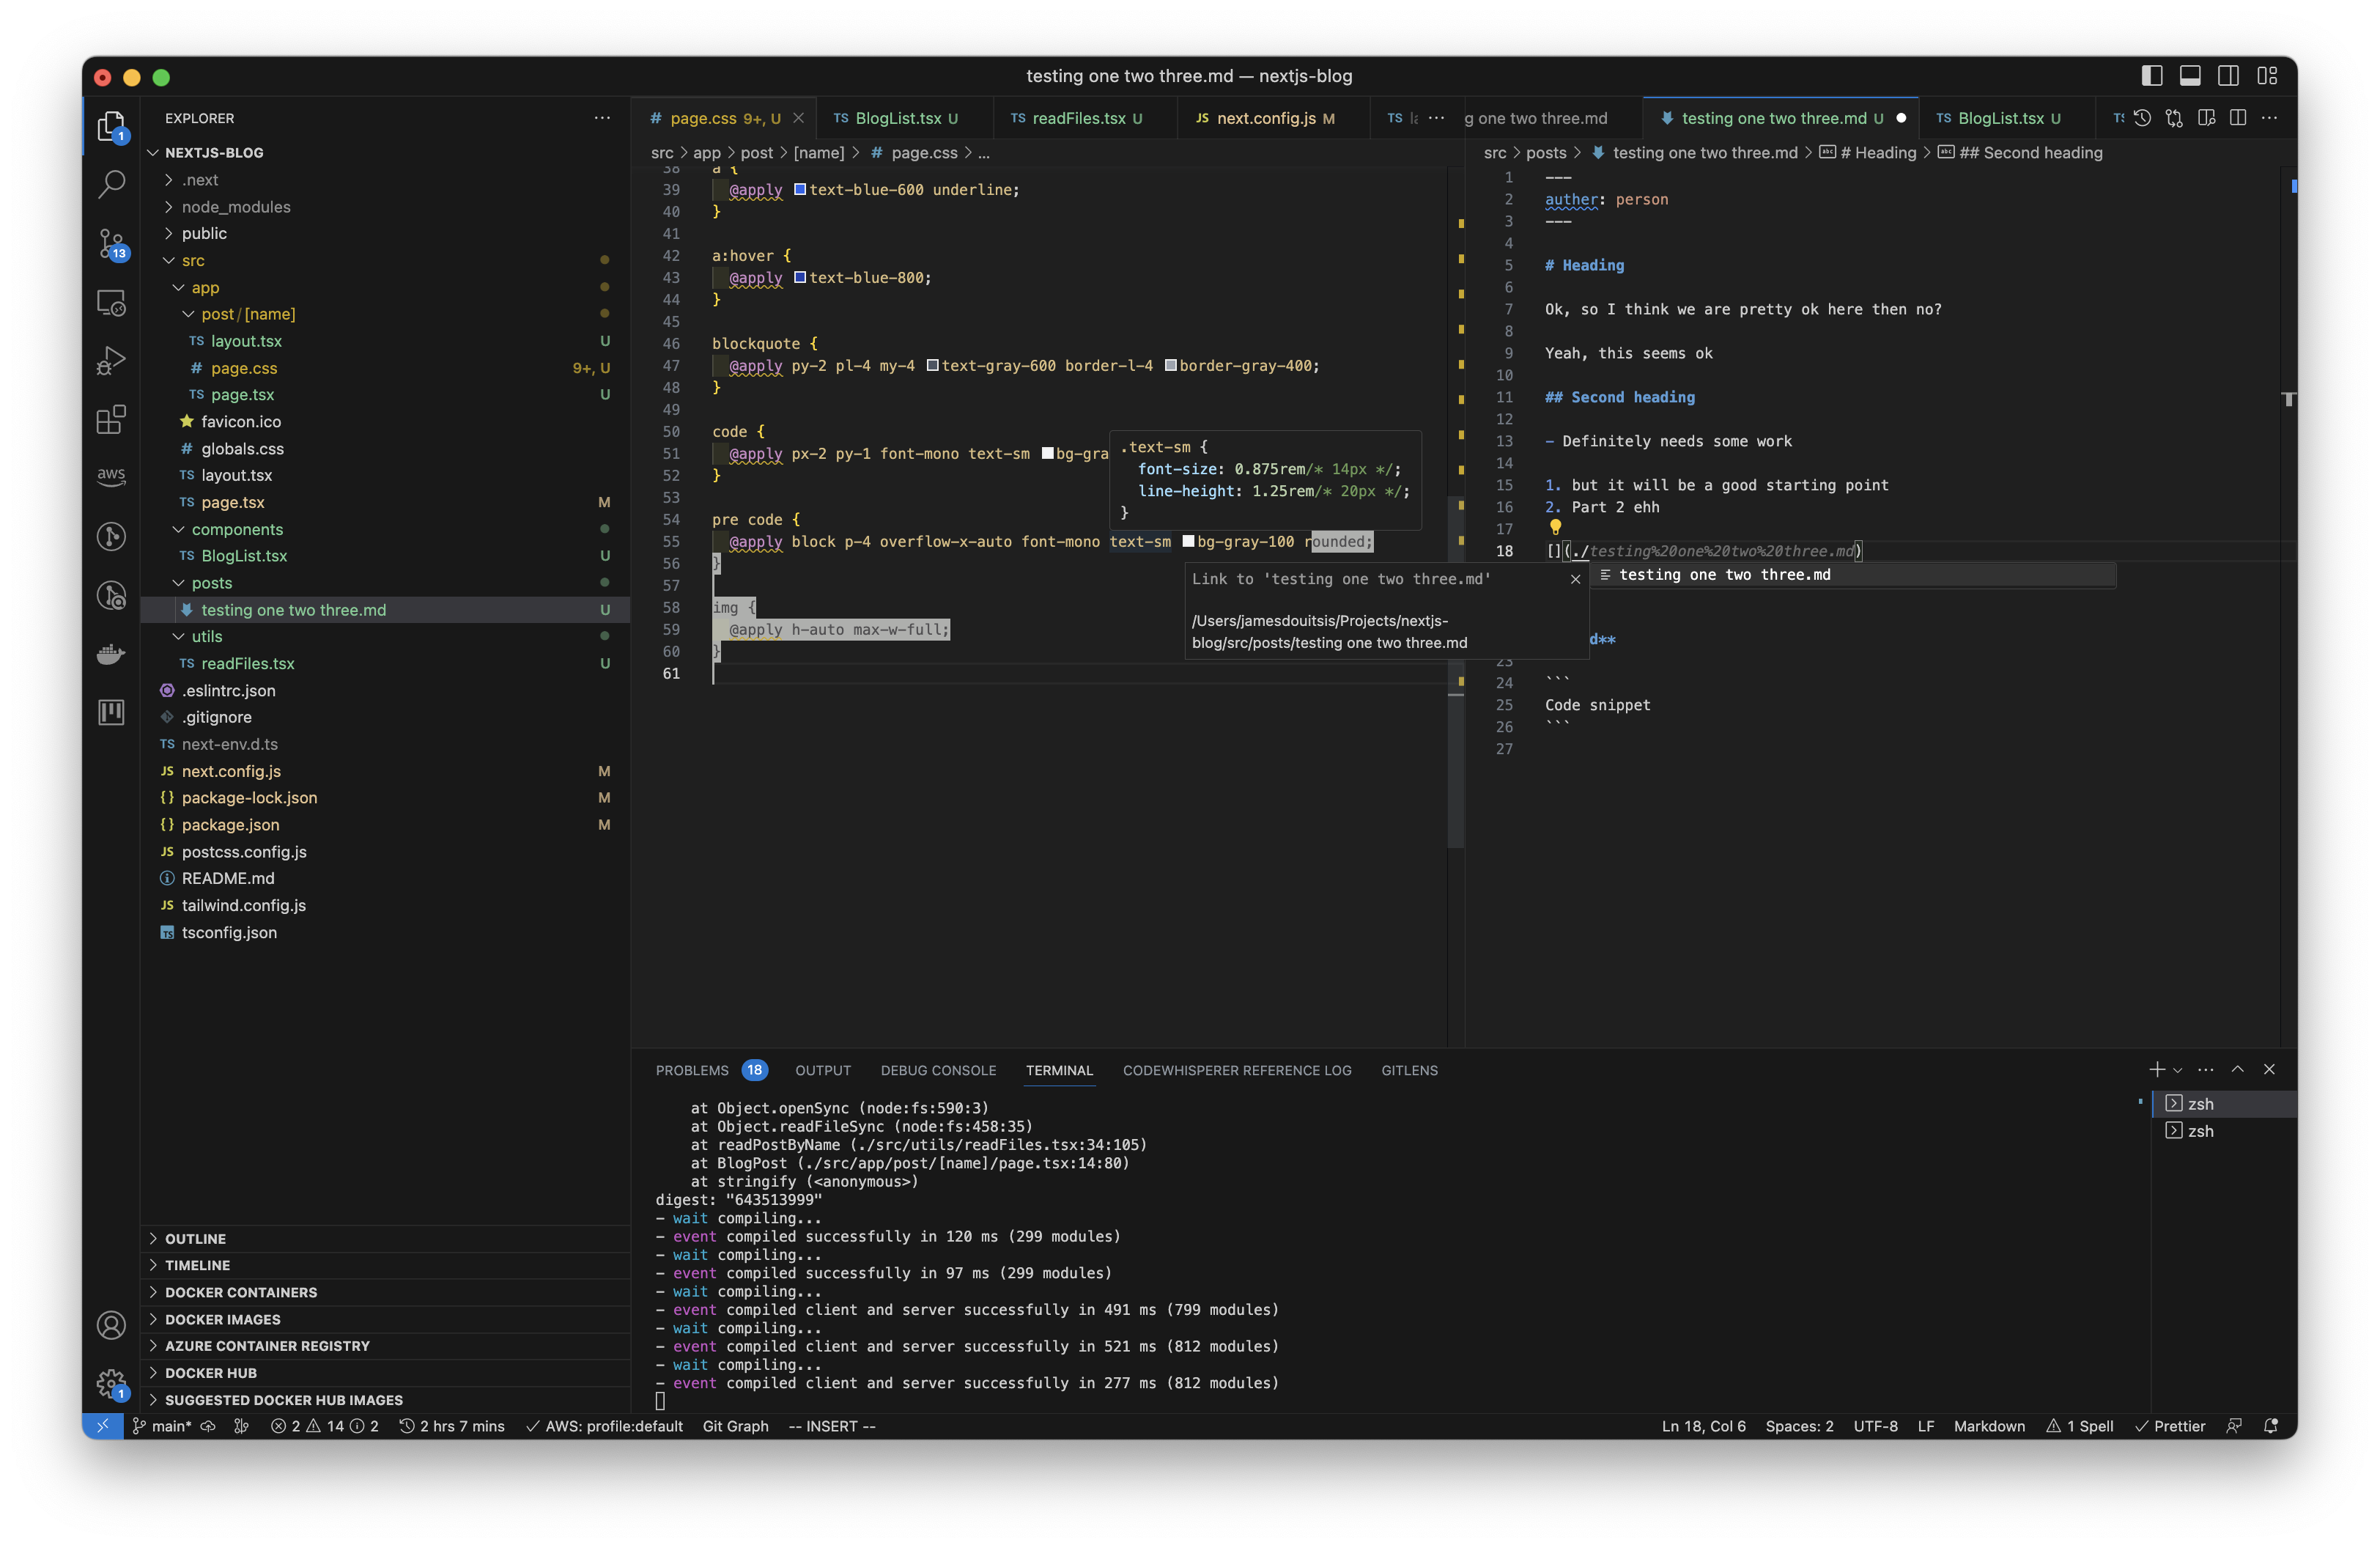 testing one two three.md — nextjs-blog
EXPLORER
NEXTJS-BLOG
.next
node_modules
public
src
app
post/[name]
TS layout.tsx U
# page.css 9+, U
TS page.tsx U
favicon.ico
# globals.css
TS layout.tsx
TS page.tsx M
components
TS BlogList.tsx U
posts
testing one two three.md U
utils
TS readFiles.tsx U
.eslintrc.json
.gitignore
TS next-env.d.ts
JS next.config.js M
{} package-lock.json M
{} package.json M
JS postcss.config.js
README.md
JS tailwind.config.js
TS tsconfig.json
OUTLINE
TIMELINE
DOCKER CONTAINERS
DOCKER IMAGES
AZURE CONTAINER REGISTRY
DOCKER HUB
SUGGESTED DOCKER HUB IMAGES
1
13
aws
1
# page.css 9+, U
TS BlogList.tsx U
TS readFiles.tsx U
JS next.config.js M
TS
src > app > post > [name] > # page.css > ...
38 a {
39 @apply text-blue-600 underline;
40 }
41
42 a:hover {
43 @apply text-blue-800;
44 }
45
46 blockquote {
47 @apply py-2 pl-4 my-4 text-gray-600 border-l-4 border-gray-400;
48 }
49
50 code {
51 @apply px-2 py-1 font-mono text-sm bg-gra
52 }
53
54 pre code {
55 @apply block p-4 overflow-x-auto font-mono text-sm bg-gray-100 rounded;
56 }
57
58 img {
59 @apply h-auto max-w-full;
60 }
61
.text-sm {
font-size: 0.875rem/* 14px */;
line-height: 1.25rem/* 20px */;
}
g one two three.md
testing one two three.md U
TS BlogList.tsx U
src > posts > testing one two three.md > # Heading > ## Second heading
1 ---
2 auther: person
3 ---
4
5 # Heading
6
7 Ok, so I think we are pretty ok here then no?
8
9 Yeah, this seems ok
10
11 ## Second heading
12
13 - Definitely needs some work
14
15 1. but it will be a good starting point
16 2. Part 2 ehh
17
18 [](./testing%20one%20two%20three.md)
testing one two three.md
Link to 'testing one two three.md'
/Users/jamesdouitsis/Projects/nextjs-
blog/src/posts/testing one two three.md
d**
23
24 ```
25 Code snippet
26 ```
27
PROBLEMS 18 OUTPUT DEBUG CONSOLE TERMINAL CODEWHISPERER REFERENCE LOG GITLENS
at Object.openSync (node:fs:590:3)
at Object.readFileSync (node:fs:458:35)
at readPostByName (./src/utils/readFiles.tsx:34:105)
at BlogPost (./src/app/post/[name]/page.tsx:14:80)
at stringify (<anonymous>)
digest: "643513999"
- wait compiling...
- event compiled successfully in 120 ms (299 modules)
- wait compiling...
- event compiled successfully in 97 ms (299 modules)
- wait compiling...
- event compiled client and server successfully in 491 ms (799 modules)
- wait compiling...
- event compiled client and server successfully in 521 ms (812 modules)
- wait compiling...
- event compiled client and server successfully in 277 ms (812 modules)
zsh
zsh
main* 2 14 2 2 hrs 7 mins AWS: profile:default Git Graph -- INSERT -- Ln 18, Col 6 Spaces: 2 UTF-8 LF Markdown 1 Spell Prettier